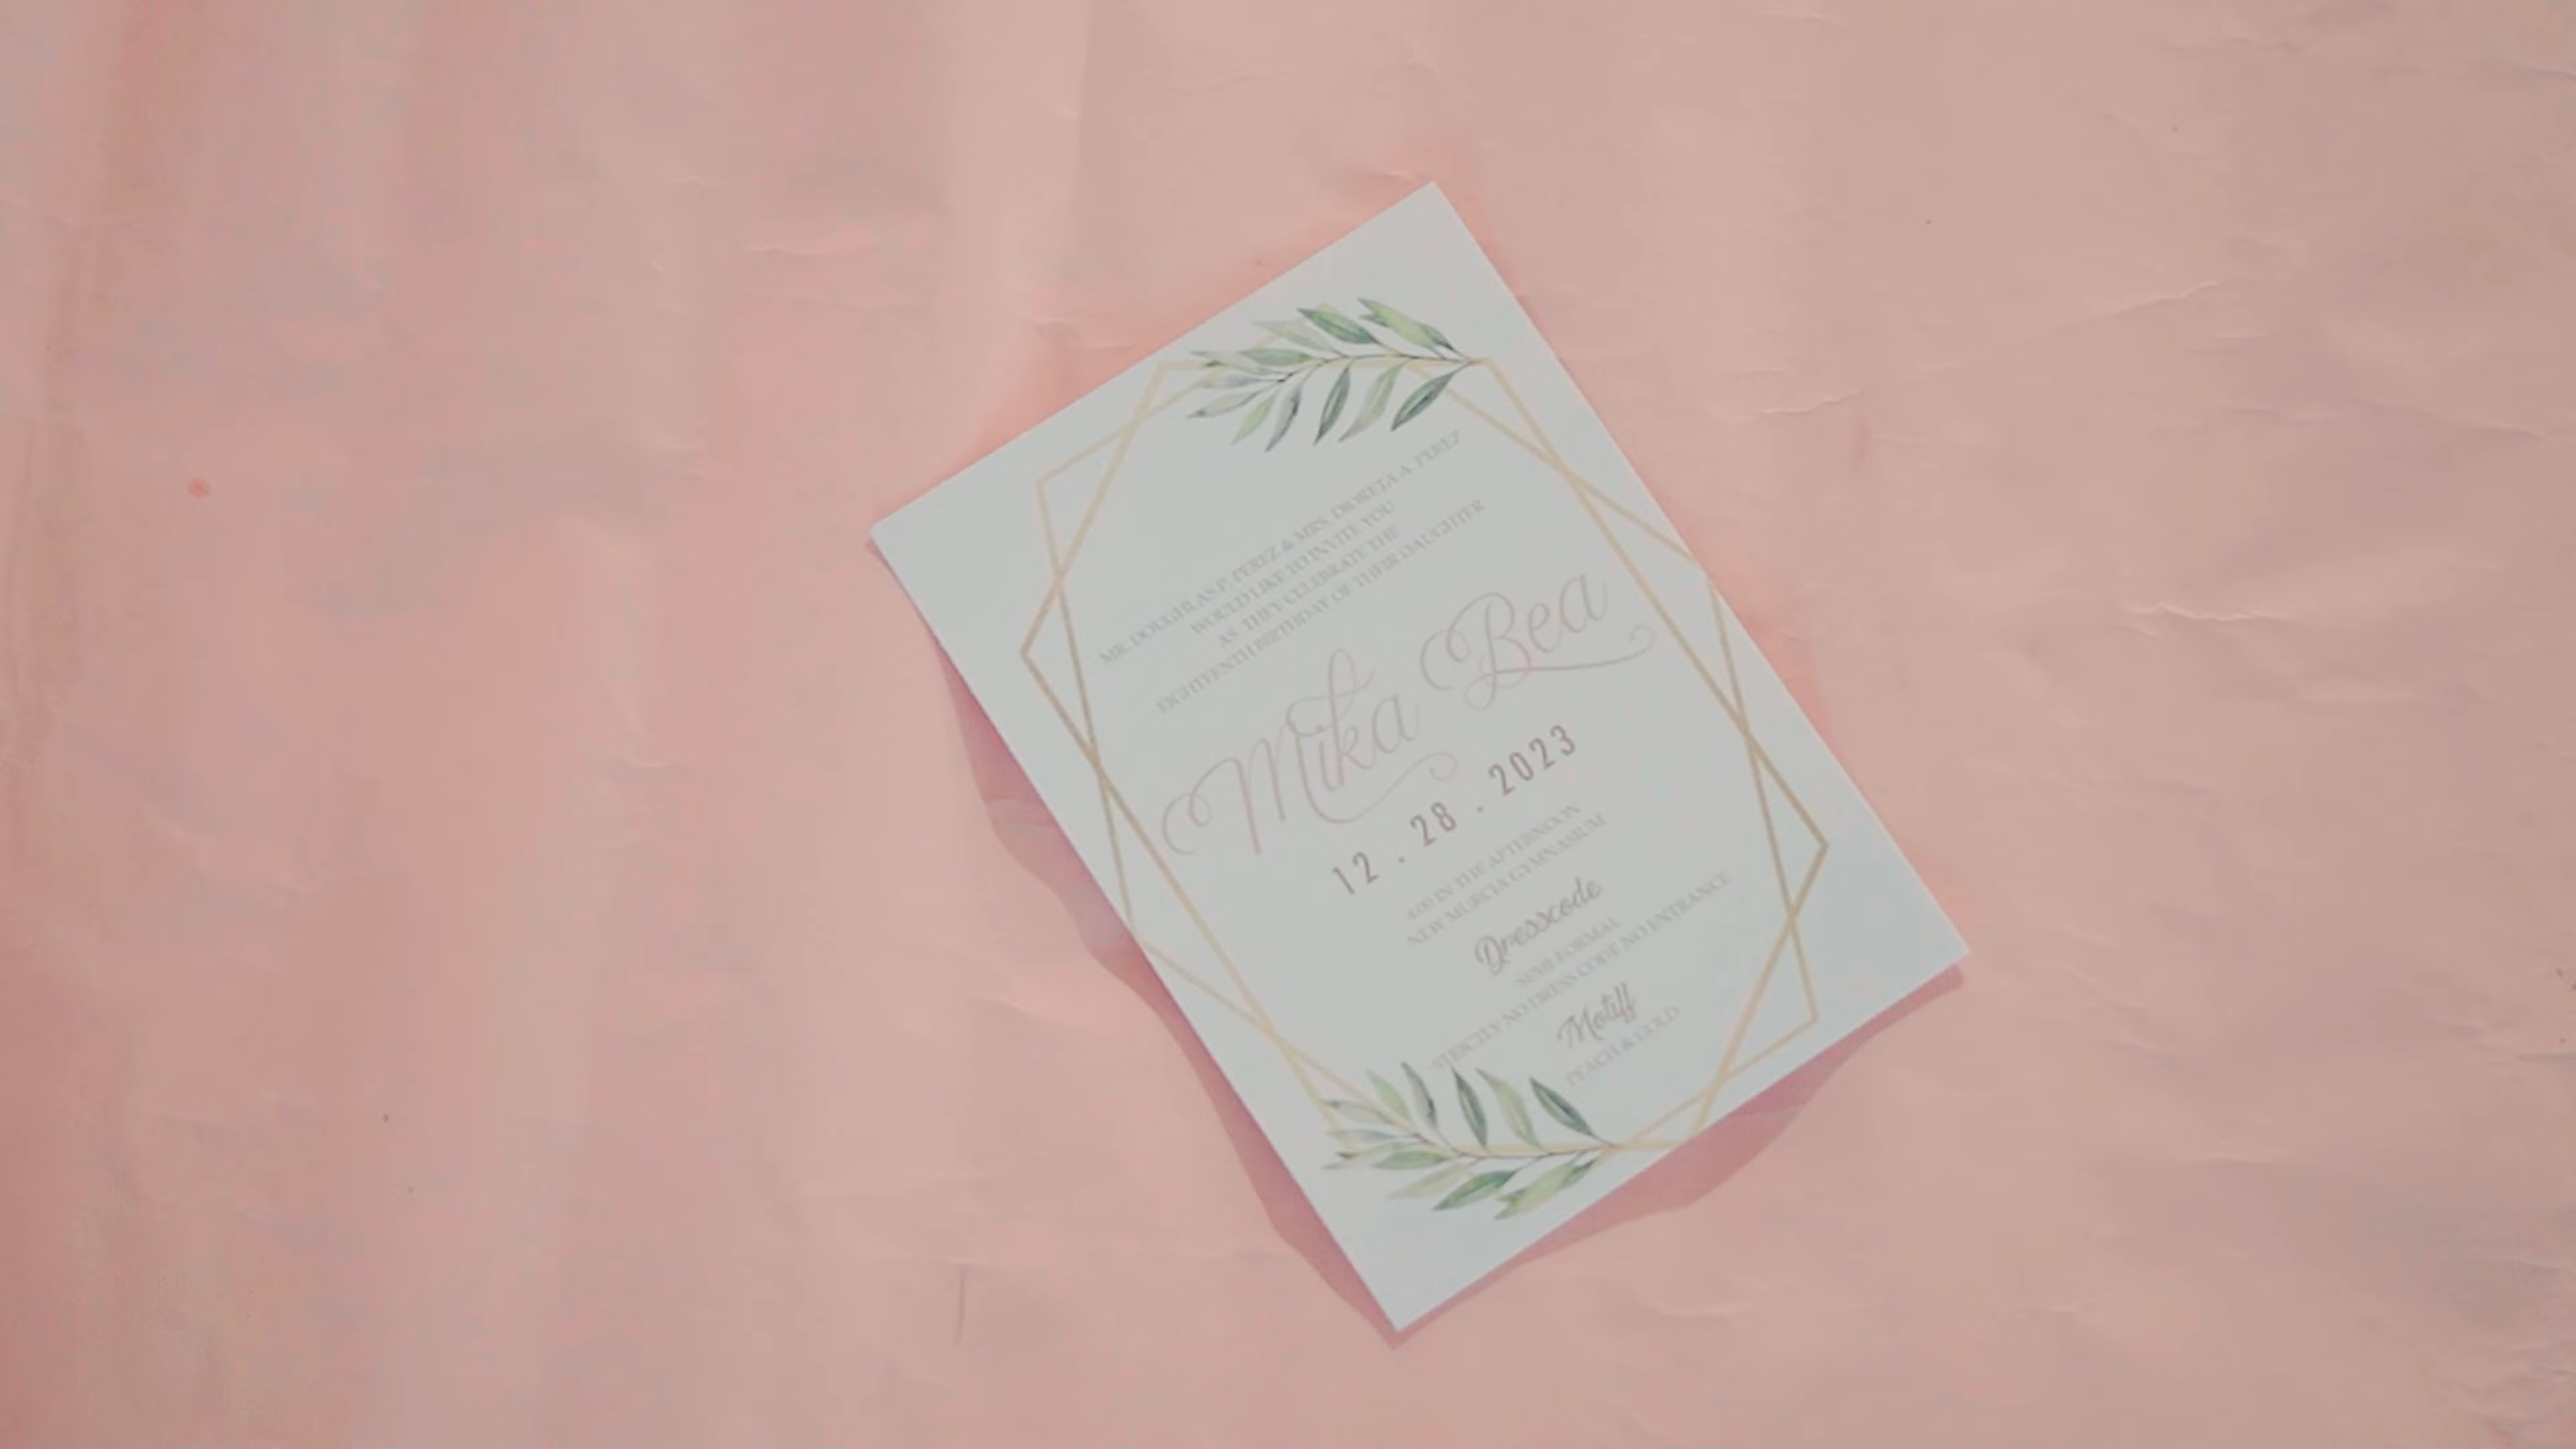 MR. DOUGHLAS P. PEREZ & MRS. DIORETA A. PEREZ
WOULD LIKE TO INVITE YOU
AS THEY CELEBRATE THE
EIGHTEENTH BIRTHDAY OF THEIR DAUGHTER
Mika Bea
12 . 28 . 2023
4:00 IN THE AFTERNOON
NEW MURCIA GYMNASIUM
Dresscode
SEMI-FORMAL
STRICTLY NO DRESS CODE NO ENTRANCE
Motiff
PEACH & GOLD